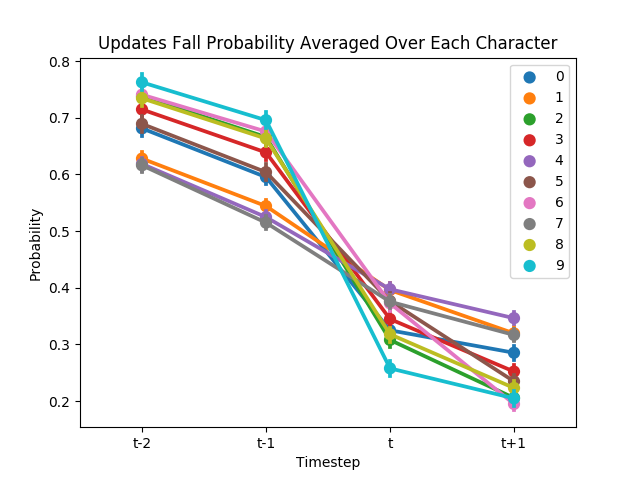 Updates Fall Probability Averaged Over Each Character
0.8
0.7
0.6
0.5
0.4
0.3
0.2
Probability
t-2
t-1
t
t+1
Timestep
0
1
2
3
4
5
6
7
8
9